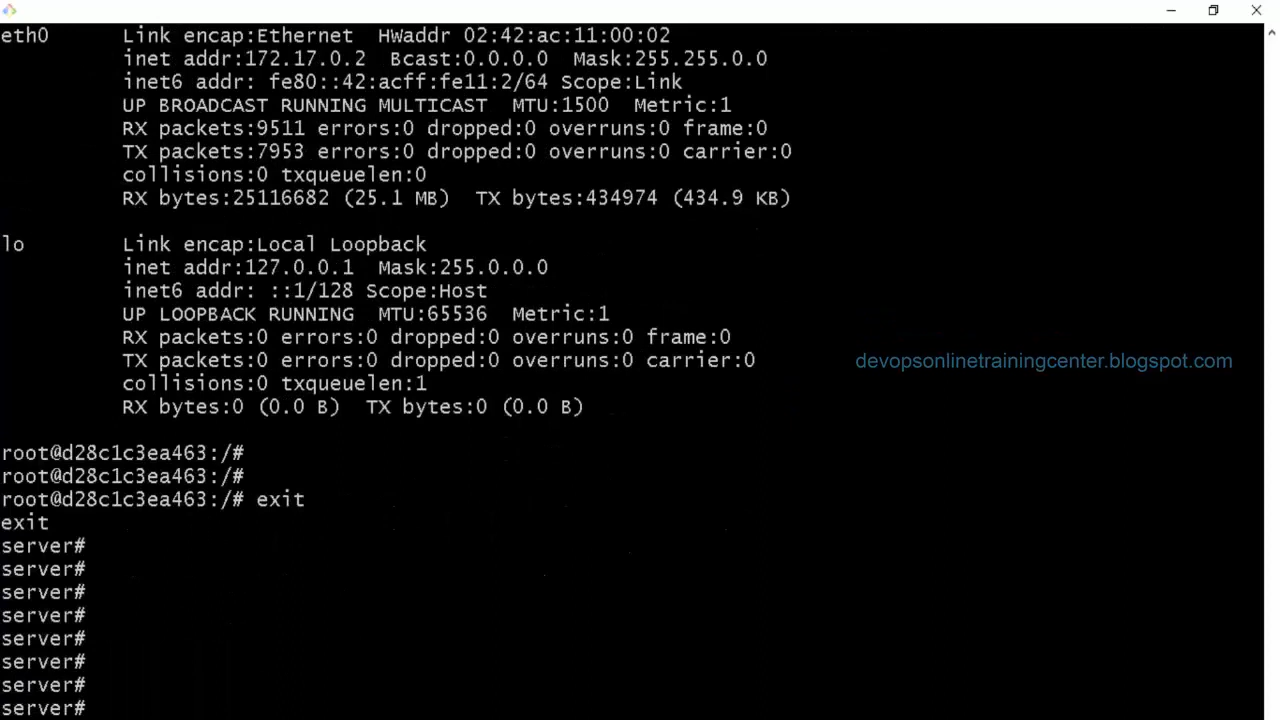 eth0 Link encap:Ethernet HWaddr 02:42:ac:11:00:02
inet addr:172.17.0.2 Bcast:0.0.0.0 Mask:255.255.0.0
inet6 addr: fe80::42:acff:fe11:2/64 Scope:Link
UP BROADCAST RUNNING MULTICAST MTU:1500 Metric:1
RX packets:9511 errors:0 dropped:0 overruns:0 frame:0
TX packets:7953 errors:0 dropped:0 overruns:0 carrier:0
collisions:0 txqueuelen:0
RX bytes:25116682 (25.1 MB) TX bytes:434974 (434.9 KB)
lo Link encap:Local Loopback
inet addr:127.0.0.1 Mask:255.0.0.0
inet6 addr: ::1/128 Scope:Host
UP LOOPBACK RUNNING MTU:65536 Metric:1
RX packets:0 errors:0 dropped:0 overruns:0 frame:0
TX packets:0 errors:0 dropped:0 overruns:0 carrier:0
devopsonlinetrainingcenter.blogspot.com
collisions:0 txqueuelen:1
RX bytes:0 (0.0 B) TX bytes:0 (0.0 B)
root@d28c1c3ea463:/#
root@d28c1c3ea463:/#
root@d28c1c3ea463:/# exit
exit
server#
server#
server#
server#
server#
server#
server#
server#